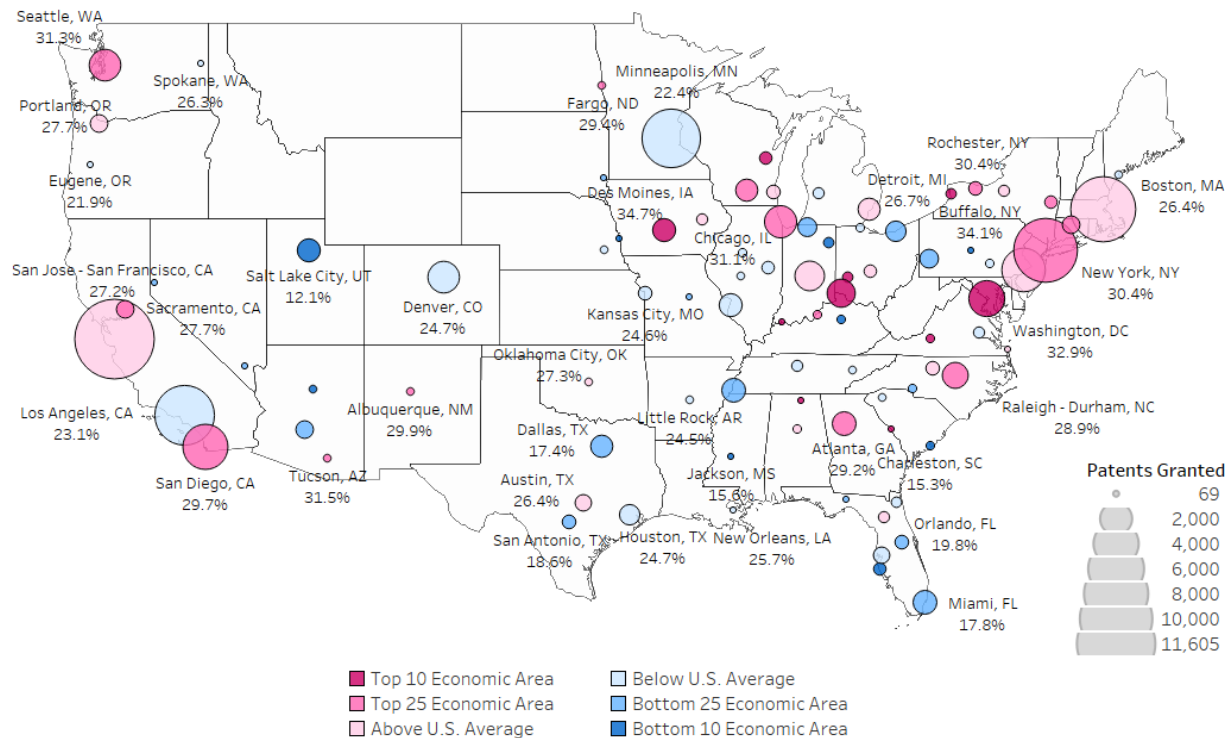 Seattle, WA
31.3%
Spokane, WA
26.3%
Portland, OR
27.7%
Eugene, OR
21.9%
Minneapolis, MN
22.4%
Fargo, ND
29.4%
Rochester, NY
30.4%
Des Moines, IA
34.7%
Detroit, MI
26.7%
Boston, MA
26.4%
Buffalo, NY
34.1%
Chicago, IL
31.1%
San Jose - San Francisco, CA
27.2%
Salt Lake City, UT
12.1%
Sacramento, CA
27.7%
Denver, CO
24.7%
New York, NY
30.4%
Kansas City, MO
24.6%
Washington, DC
32.9%
Oklahoma City, OK
27.3%
Los Angeles, CA
23.1%
Albuquerque, NM
29.9%
Little Rock, AR
24.5%
Raleigh - Durham, NC
28.9%
Dallas, TX
17.4%
San Diego, CA
29.7%
Tucson, AZ
31.5%
Atlanta, GA
29.2%
Charleston, SC
15.3%
Jackson, MS
15.6%
Austin, TX
26.4%
San Antonio, TX
18.6%
Houston, TX
24.7%
New Orleans, LA
25.7%
Orlando, FL
19.8%
Miami, FL
17.8%
Patents Granted
69
2,000
4,000
6,000
8,000
10,000
11,605
Top 10 Economic Area
Top 25 Economic Area
Above U.S. Average
Below U.S. Average
Bottom 25 Economic Area
Bottom 10 Economic Area